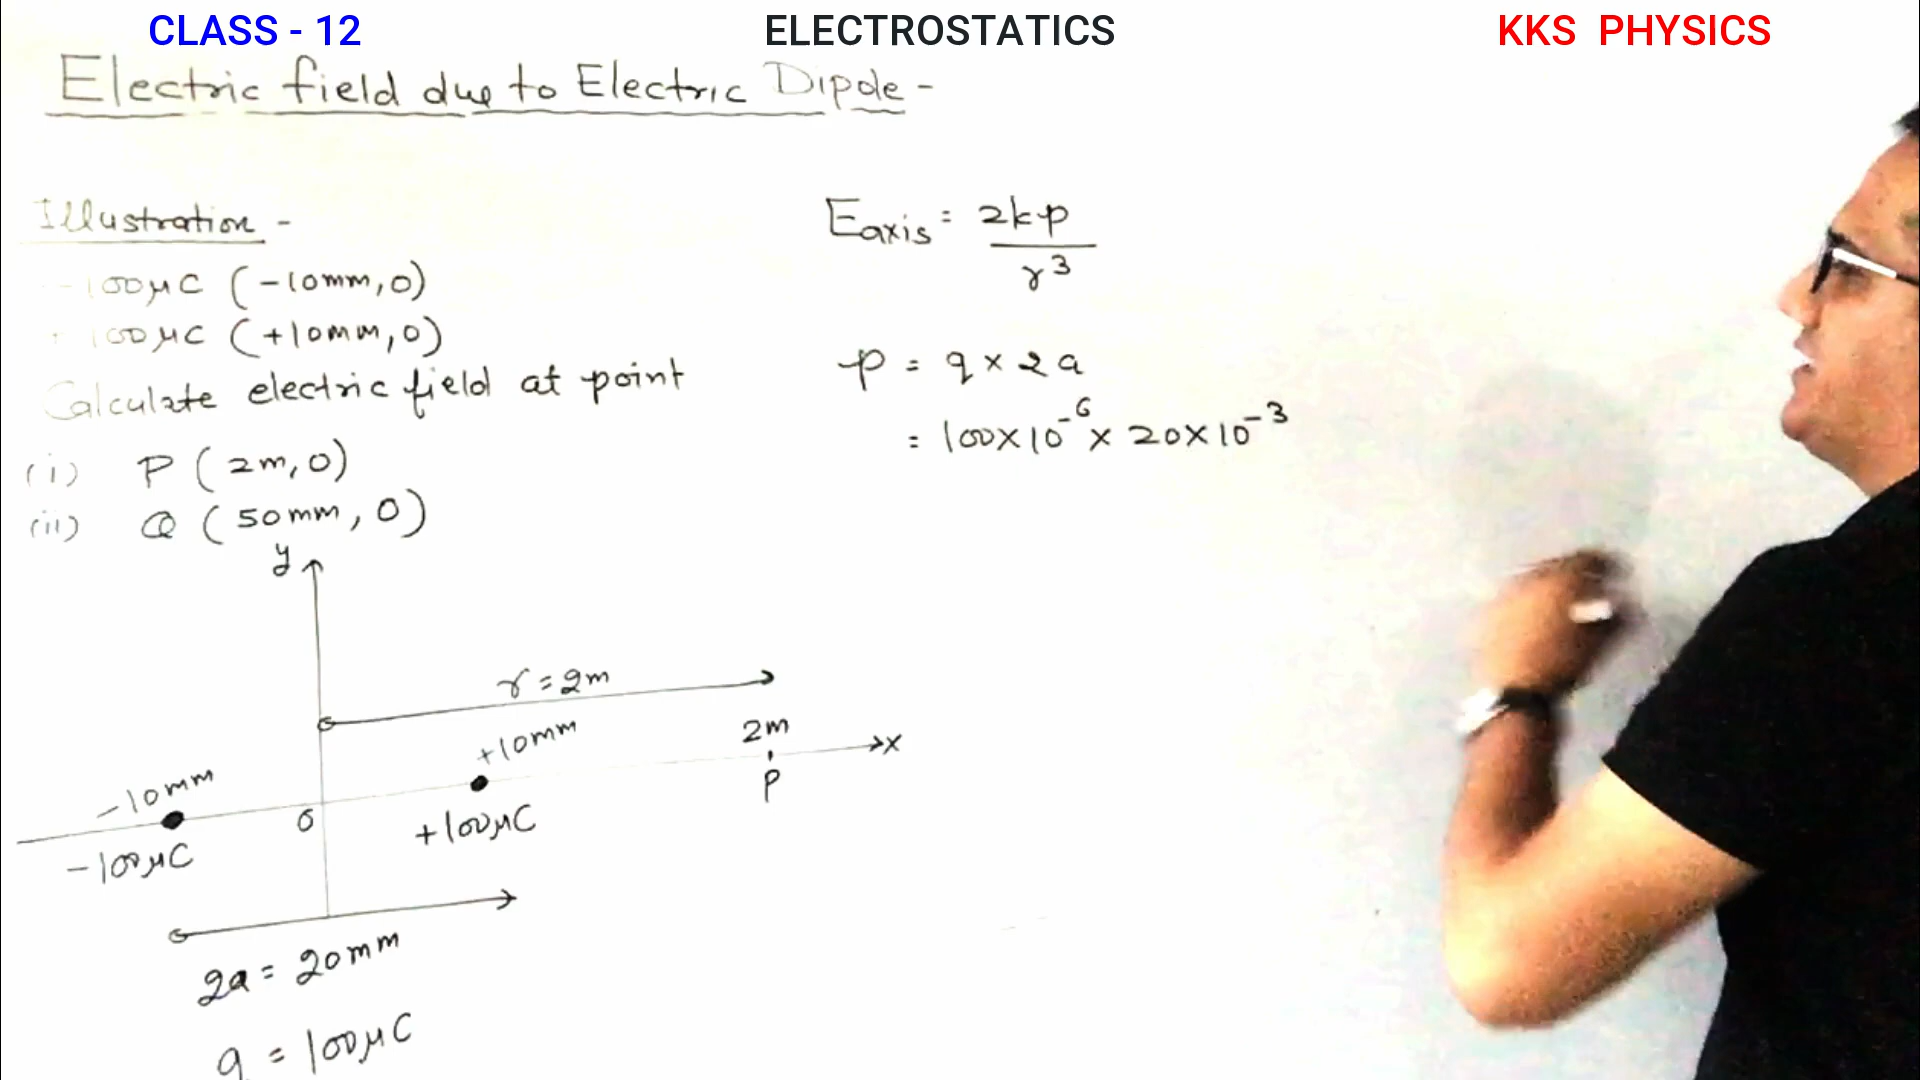 CLASS - 12 ELECTROSTATICS KKS PHYSICS
Electric field due to Electric Dipole -
Illustration -
-100μC (-10mm, 0)
+100μC (+10mm, 0)
Calculate electric field at point
(i) P (2m, 0)
(ii) Q (50mm, 0)
y
r = 2m
+10mm
2m
x
P
-10mm
O
+100μC
-100μC
2a = 20mm
q = 100μC
Eaxis = 2kp
r³
p = q × 2a
= 100×10⁻⁶ × 20×10⁻³